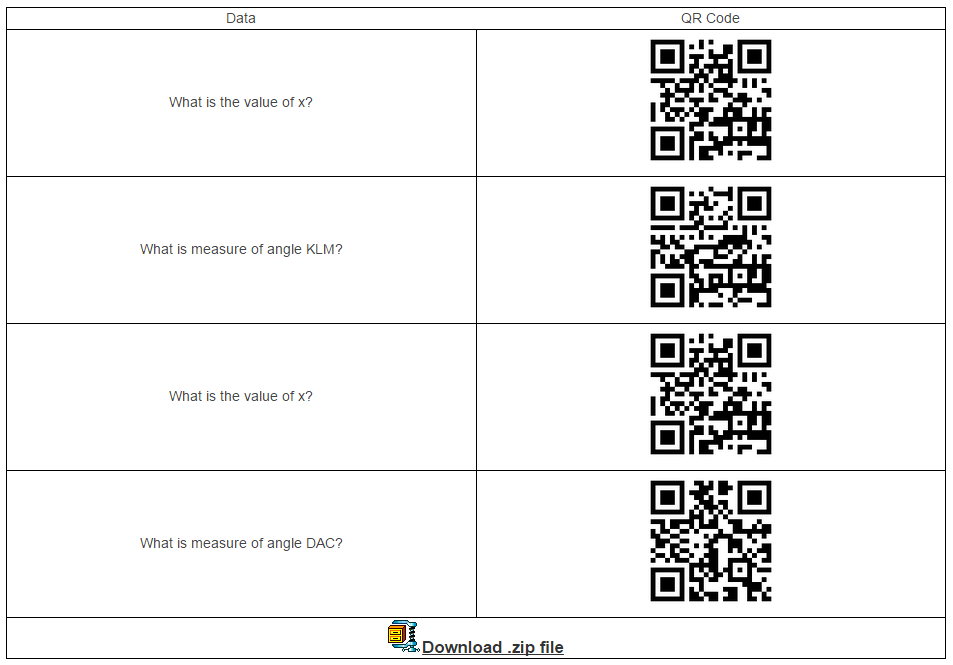 Data QR Code
What is the value of x?
What is measure of angle KLM?
What is the value of x?
What is measure of angle DAC?
Download .zip file